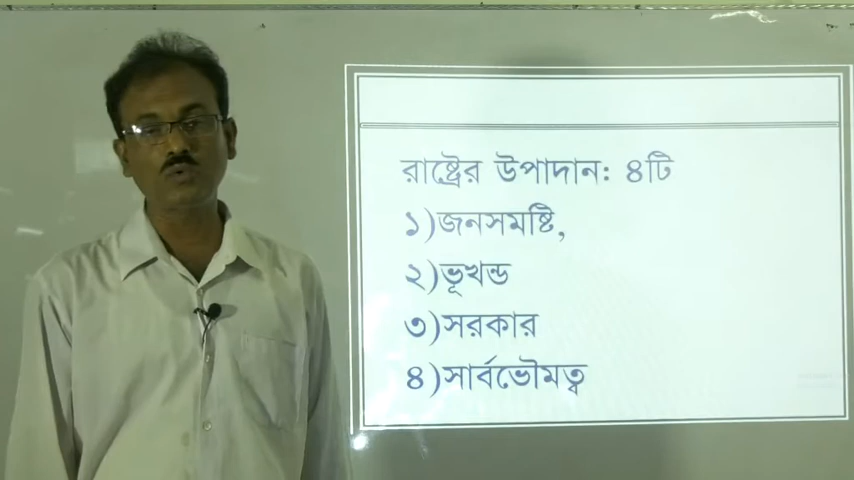 রাষ্ট্রের উপাদান: ৪টি
১)জনসমষ্টি,
২)ভূখন্ড
৩)সরকার
৪)সার্বভৌমত্ব